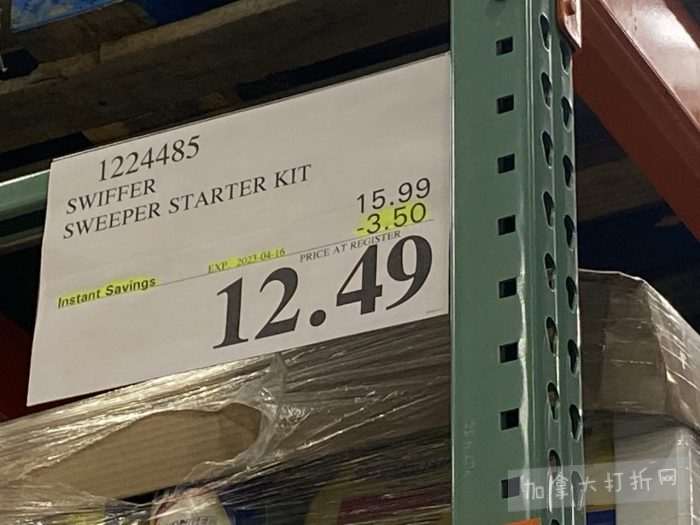 1224485
SWIFFER
SWEEPER STARTER KIT
15.99
-3.50
EXP. 2023-04-16 PRICE AT REGISTER
Instant Savings
12.49
加拿大打折网